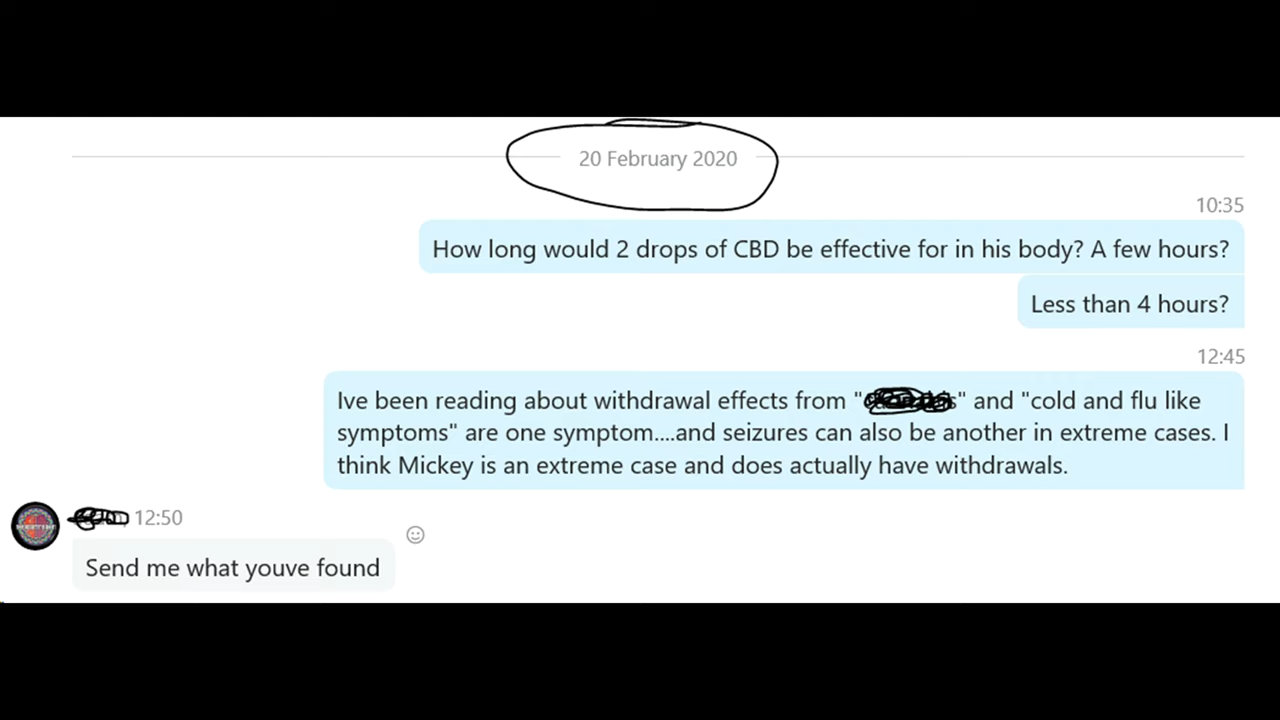 20 February 2020
10:35
How long would 2 drops of CBD be effective for in his body? A few hours?
Less than 4 hours?
12:45
Ive been reading about withdrawal effects from "" and "cold and flu like
symptoms" are one symptom....and seizures can also be another in extreme cases. I
think Mickey is an extreme case and does actually have withdrawals.
12:50
Send me what youve found